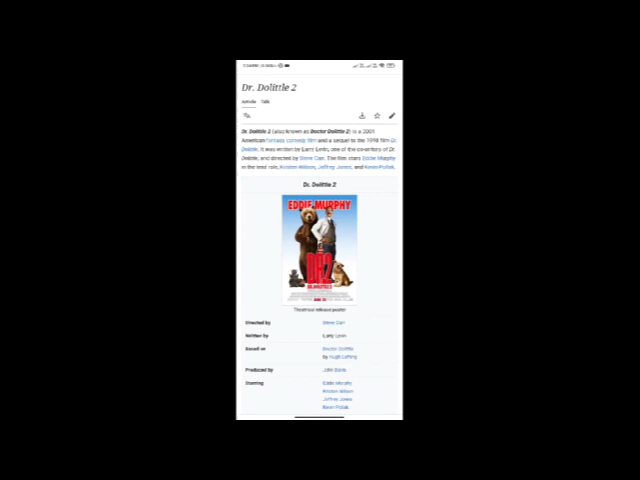 Dr. Dolittle 2
Article Talk
Dr. Dolittle 2 (also known as Doctor Dolittle 2) is a 2001
American fantasy comedy film and a sequel to the 1998 film Dr.
Dolittle. It was written by Larry Levin, one of the co-writers of Dr.
Dolittle, and directed by Steve Carr. The film stars Eddie Murphy
in the lead role, Kristen Wilson, Jeffrey Jones, and Kevin Pollak.
Dr. Dolittle 2
EDDIE MURPHY
DR2
DR. DOLITTLE 2
Theatrical release poster
Directed by Steve Carr
Written by Larry Levin
Based on Doctor Dolittle
by Hugh Lofting
Produced by John Davis
Starring Eddie Murphy
Kristen Wilson
Jeffrey Jones
Kevin Pollak